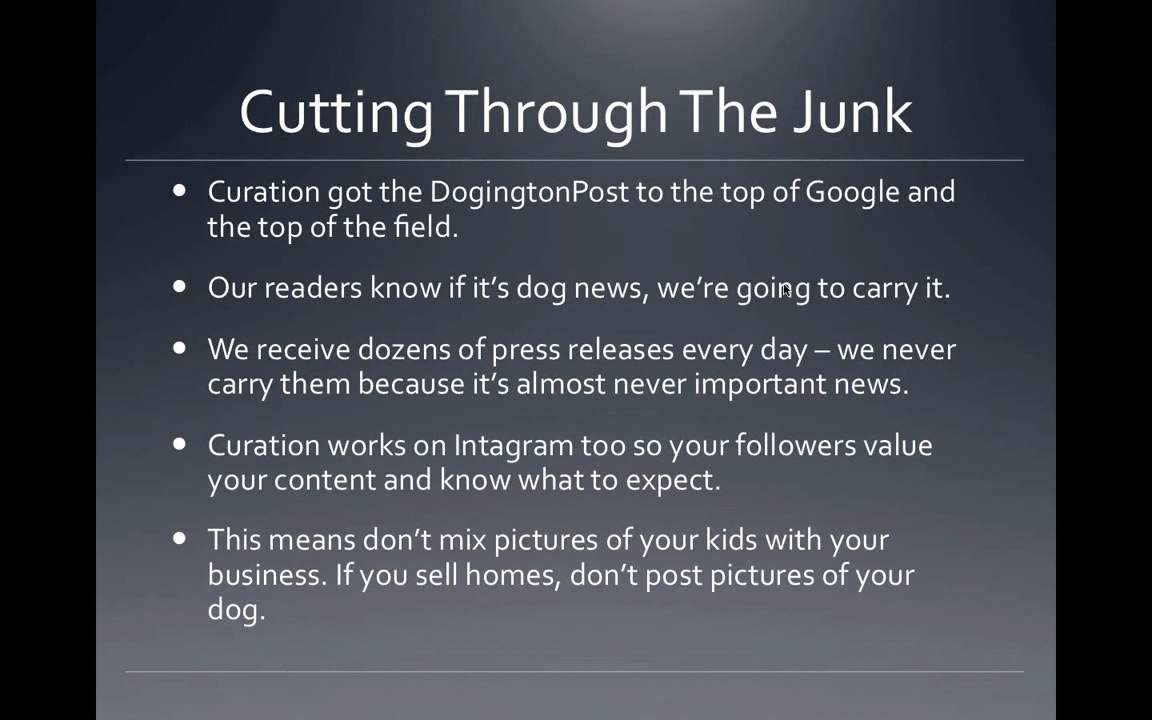 Cutting Through The Junk
• Curation got the DogingtonPost to the top of Google and
the top of the field.
• Our readers know if it's dog news, we're going to carry it.
• We receive dozens of press releases every day – we never
carry them because it's almost never important news.
• Curation works on Intagram too so your followers value
your content and know what to expect.
• This means don't mix pictures of your kids with your
business. If you sell homes, don't post pictures of your
dog.